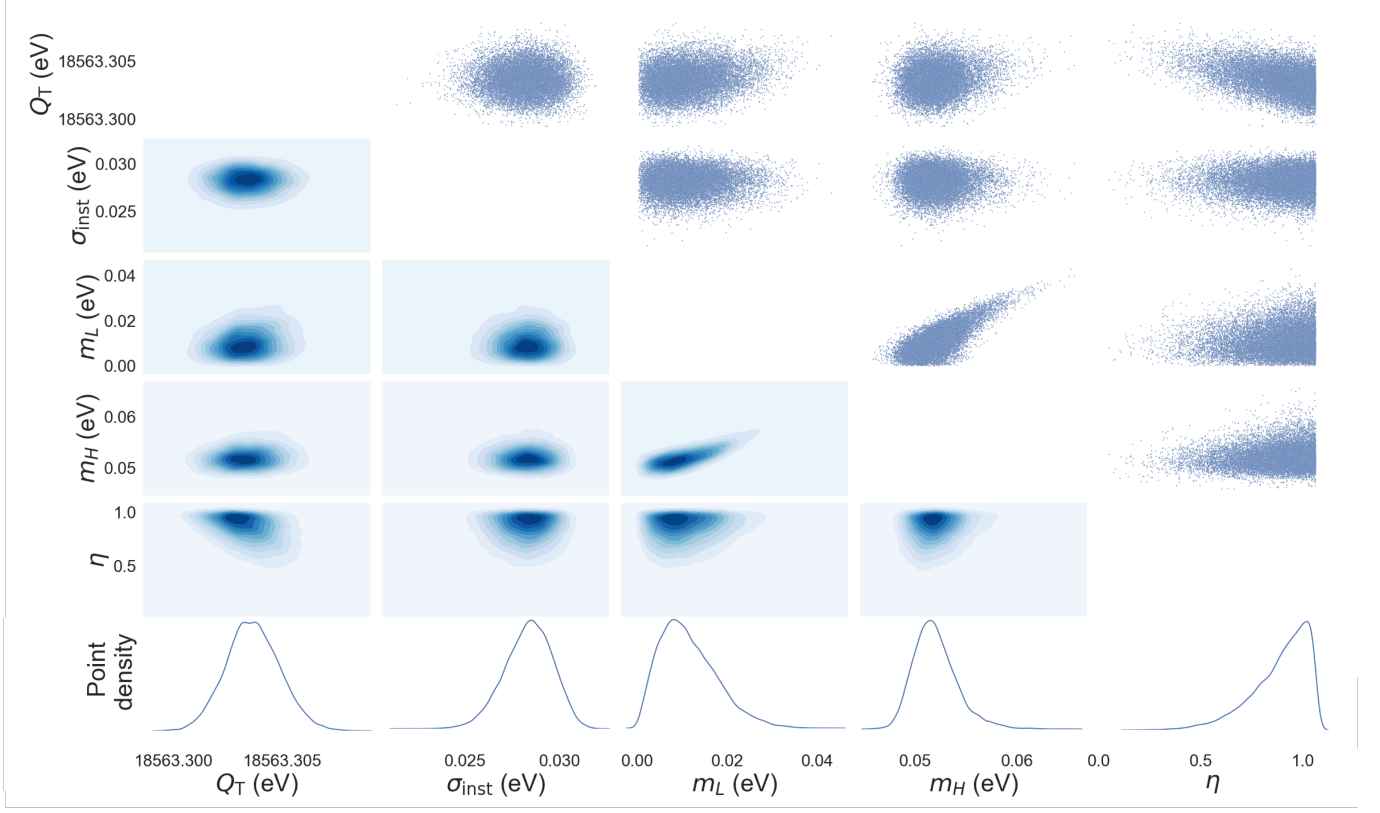 Q_T (eV)
18563.305
18563.300
σ_inst (eV)
0.030
0.025
m_L (eV)
0.04
0.02
0.00
m_H (eV)
0.06
0.05
η
1.0
0.5
Point
density
18563.300 18563.305 0.025 0.030 0.00 0.02 0.04 0.05 0.06 0.0 0.5 1.0
Q_T (eV) σ_inst (eV) m_L (eV) m_H (eV) η